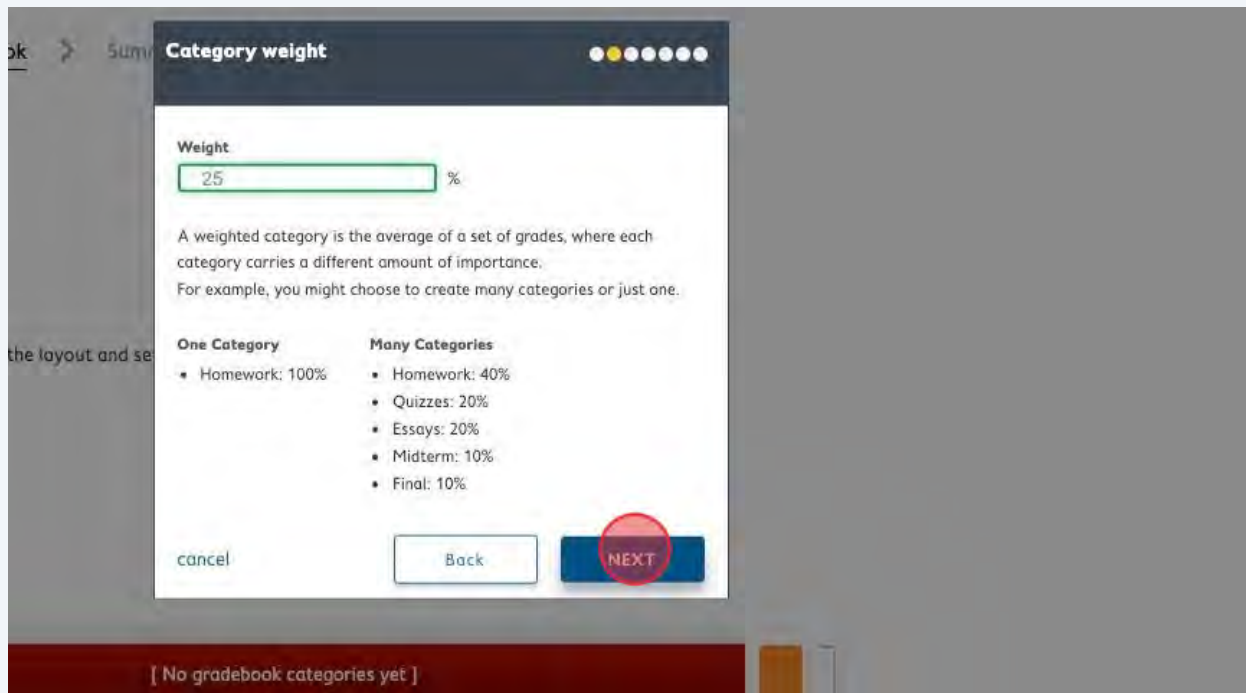 ok > Summ
Category weight
Weight
25 %
A weighted category is the average of a set of grades, where each
category carries a different amount of importance.
For example, you might choose to create many categories or just one.
the layout and se
One Category
• Homework: 100%
Many Categories
• Homework: 40%
• Quizzes: 20%
• Essays: 20%
• Midterm: 10%
• Final: 10%
cancel
Back
NEXT
[ No gradebook categories yet ]